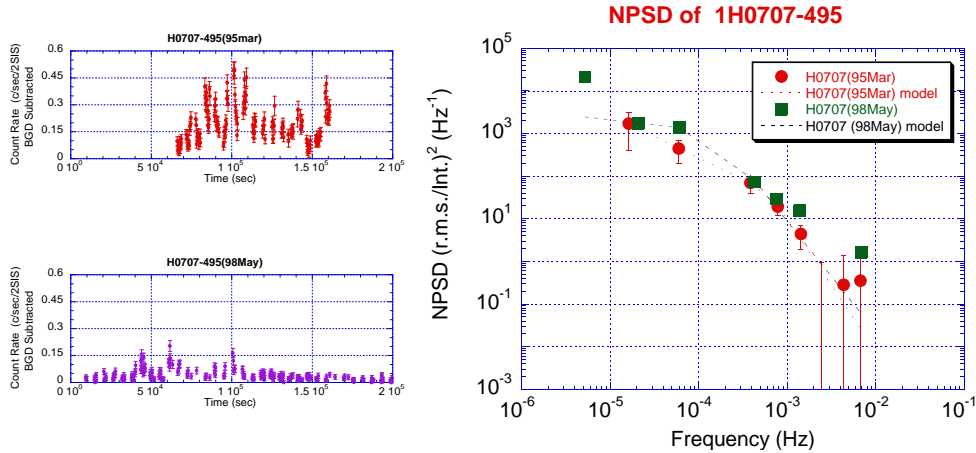 H0707-495(95mar)
Count Rate (c/sec/2SIS)
BGD Subtracted
0.6
0.45
0.3
0.15
0
0 10^0
5 10^4
1 10^5
1.5 10^5
2 10^5
Time (sec)
H0707-495(98May)
Count Rate (c/sec/2SIS)
BGD Subtracted
0.6
0.45
0.3
0.15
0
0 10^0
5 10^4
1 10^5
1.5 10^5
2 10^5
Time (sec)
NPSD of 1H0707-495
NPSD (r.m.s./Int.)^2 (Hz^-1)
10^5
10^3
10^1
10^-1
10^-3
H0707(95Mar)
H0707(95Mar) model
H0707(98May)
H0707 (98May) model
10^-6
10^-5
10^-4
10^-3
10^-2
10^-1
Frequency (Hz)